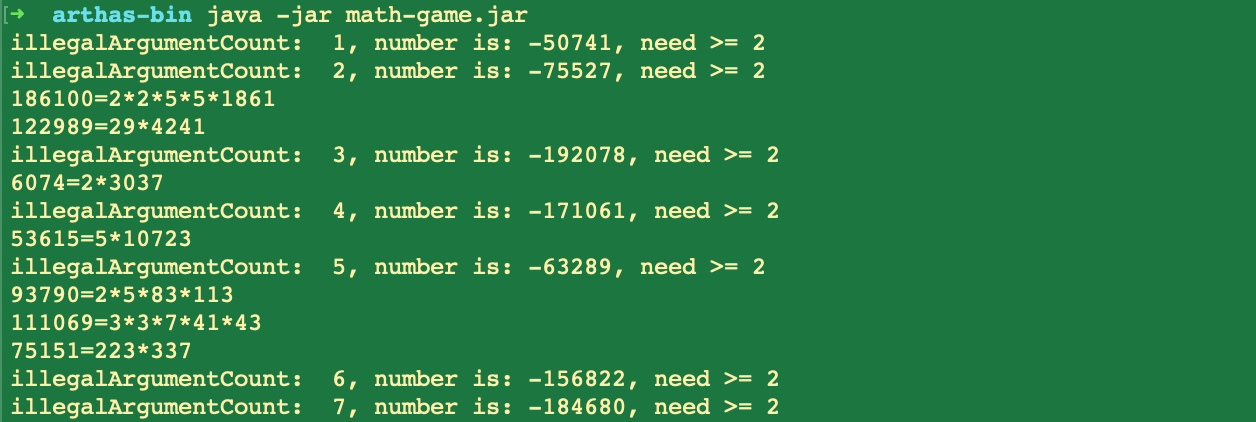 ➜  arthas-bin java -jar math-game.jar
illegalArgumentCount:  1, number is: -50741, need >= 2
illegalArgumentCount:  2, number is: -75527, need >= 2
186100=2*2*5*5*1861
122989=29*4241
illegalArgumentCount:  3, number is: -192078, need >= 2
6074=2*3037
illegalArgumentCount:  4, number is: -171061, need >= 2
53615=5*10723
illegalArgumentCount:  5, number is: -63289, need >= 2
93790=2*5*83*113
111069=3*3*7*41*43
75151=223*337
illegalArgumentCount:  6, number is: -156822, need >= 2
illegalArgumentCount:  7, number is: -184680, need >= 2